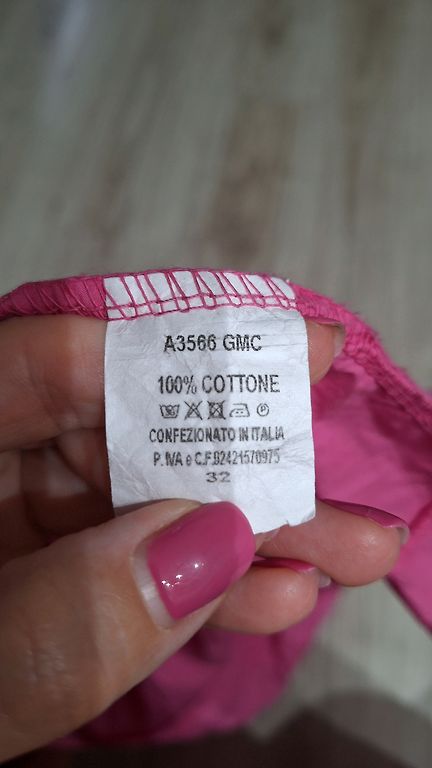 A3566 GMC
100% COTTONE
CONFEZIONATO IN ITALIA
P. IVA e C.F.02421570975
32